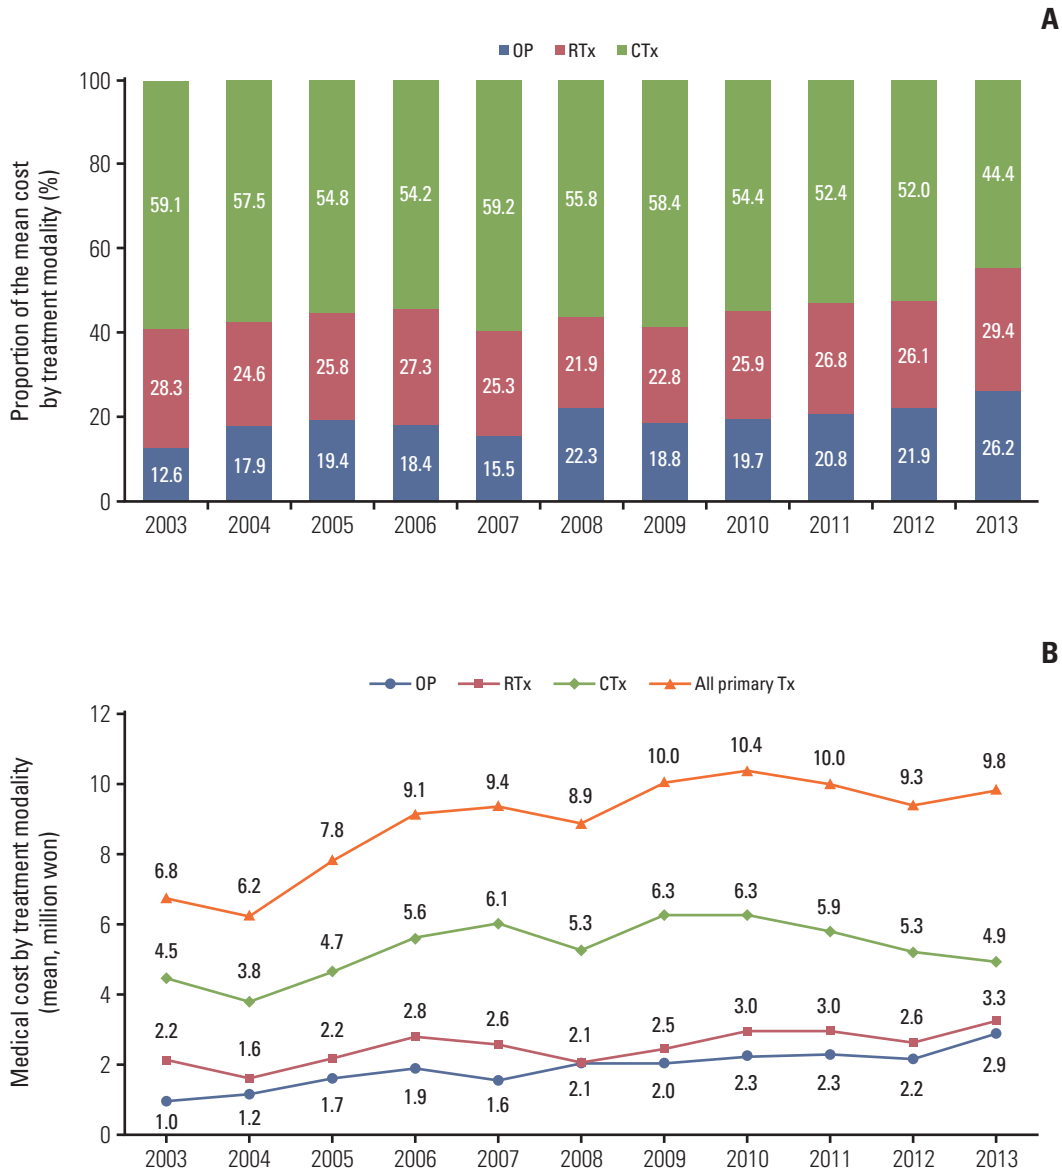 A
OP RTx CTx
Proportion of the mean cost
by treatment modality (%)
100
80
60
40
20
0
59.1 57.5 54.8 54.2 59.2 55.8 58.4 54.4 52.4 52.0 44.4
28.3 24.6 25.8 27.3 25.3 21.9 22.8 25.9 26.8 26.1 29.4
12.6 17.9 19.4 18.4 15.5 22.3 18.8 19.7 20.8 21.9 26.2
2003 2004 2005 2006 2007 2008 2009 2010 2011 2012 2013
B
OP RTx CTx All primary Tx
Medical cost by treatment modality
(mean, million won)
12
10
8
6
4
2
0
6.8 6.2 7.8 9.1 9.4 8.9 10.0 10.4 10.0 9.3 9.8
4.5 3.8 4.7 5.6 6.1 5.3 6.3 6.3 5.9 5.3 4.9
2.2 1.6 2.2 2.8 2.6 2.1 2.5 3.0 3.0 2.6 3.3
1.0 1.2 1.7 1.9 1.6 2.1 2.0 2.3 2.3 2.2 2.9
2003 2004 2005 2006 2007 2008 2009 2010 2011 2012 2013